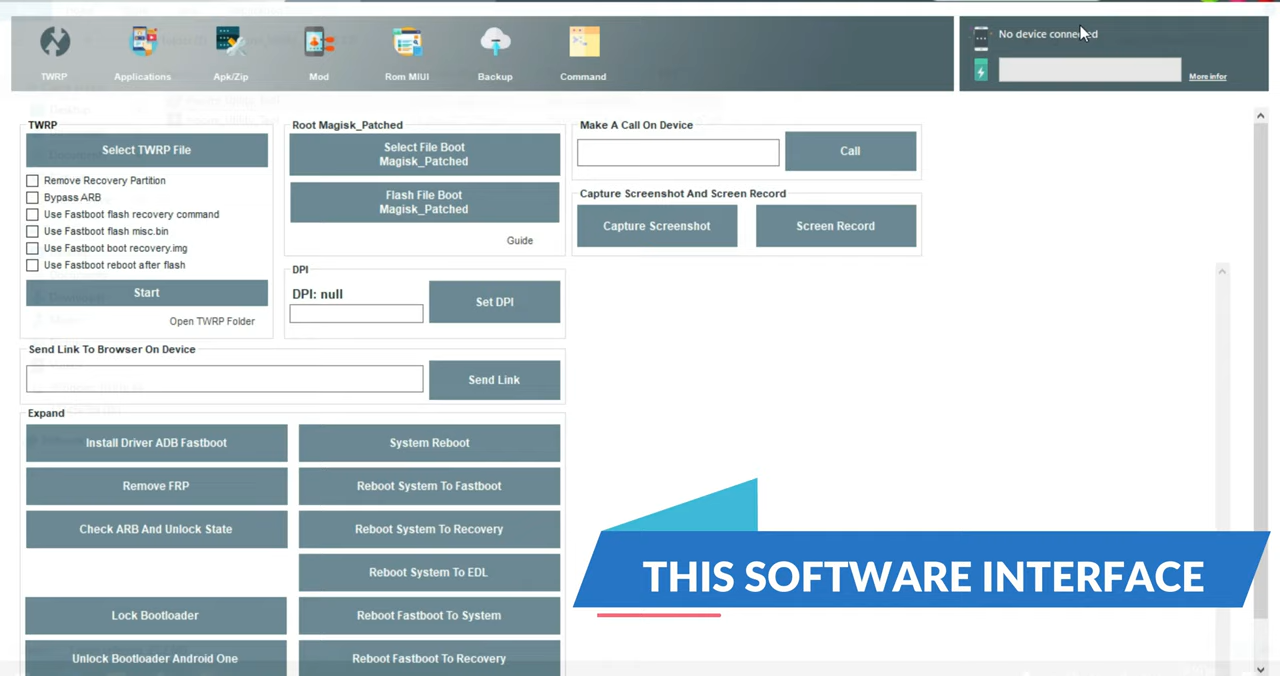 TWRP
Applications
Apk/Zip
Mod
Rom MIUI
Backup
Command
No device connected
More infor
TWRP
Select TWRP File
Remove Recovery Partition
Bypass ARB
Use Fastboot flash recovery command
Use Fastboot flash misc.bin
Use Fastboot boot recovery.img
Use Fastboot reboot after flash
Start
Open TWRP Folder
Root Magisk_Patched
Select File Boot
Magisk_Patched
Flash File Boot
Magisk_Patched
Guide
DPI
DPI: null
Set DPI
Make A Call On Device
Call
Capture Screenshot And Screen Record
Capture Screenshot
Screen Record
Send Link To Browser On Device
Send Link
Expand
Install Driver ADB Fastboot
System Reboot
Remove FRP
Reboot System To Fastboot
Check ARB And Unlock State
Reboot System To Recovery
Reboot System To EDL
Lock Bootloader
Reboot Fastboot To System
Unlock Bootloader Android One
Reboot Fastboot To Recovery
THIS SOFTWARE INTERFACE